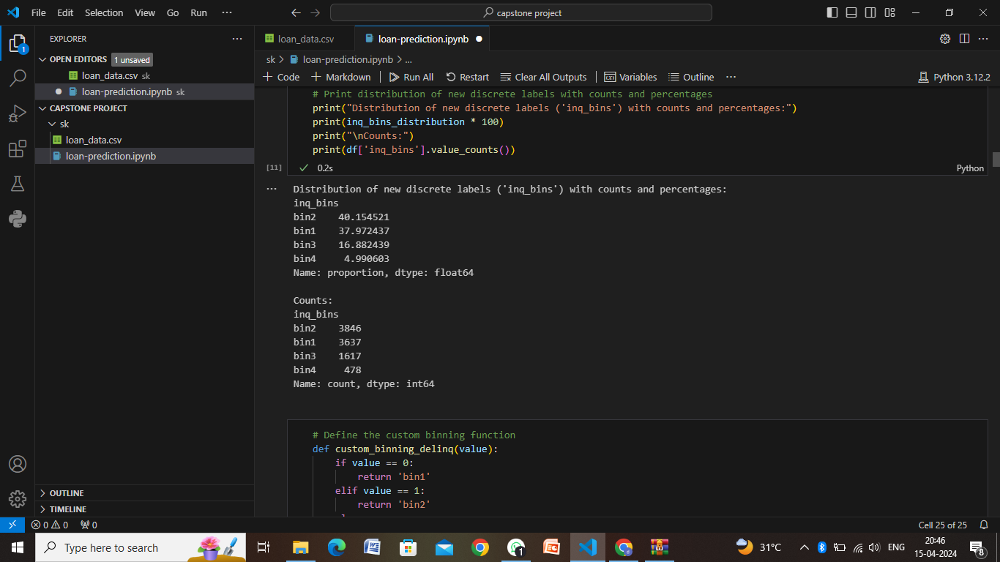 File Edit Selection View Go Run ···
capstone project
EXPLORER
OPEN EDITORS 1 unsaved
loan_data.csv sk
loan-prediction.ipynb sk
CAPSTONE PROJECT
sk
loan_data.csv
loan-prediction.ipynb
OUTLINE
TIMELINE
1
loan_data.csv
loan-prediction.ipynb
sk > loan-prediction.ipynb > ...
+ Code + Markdown | Run All Restart Clear All Outputs | Variables Outline ···
Python 3.12.2
# Print distribution of new discrete labels with counts and percentages
print("Distribution of new discrete labels ('inq_bins') with counts and percentages:")
print(inq_bins_distribution * 100)
print("\nCounts:")
print(df['inq_bins'].value_counts())
[11] ✓ 0.2s
Python
Distribution of new discrete labels ('inq_bins') with counts and percentages:
inq_bins
bin2 40.154521
bin1 37.972437
bin3 16.882439
bin4 4.990603
Name: proportion, dtype: float64
Counts:
inq_bins
bin2 3846
bin1 3637
bin3 1617
bin4 478
Name: count, dtype: int64
# Define the custom binning function
def custom_binning_delinq(value):
if value == 0:
return 'bin1'
elif value == 1:
return 'bin2'
0 0 0
Cell 25 of 25
Type here to search
1
31°C
ENG
20:46
15-04-2024
8